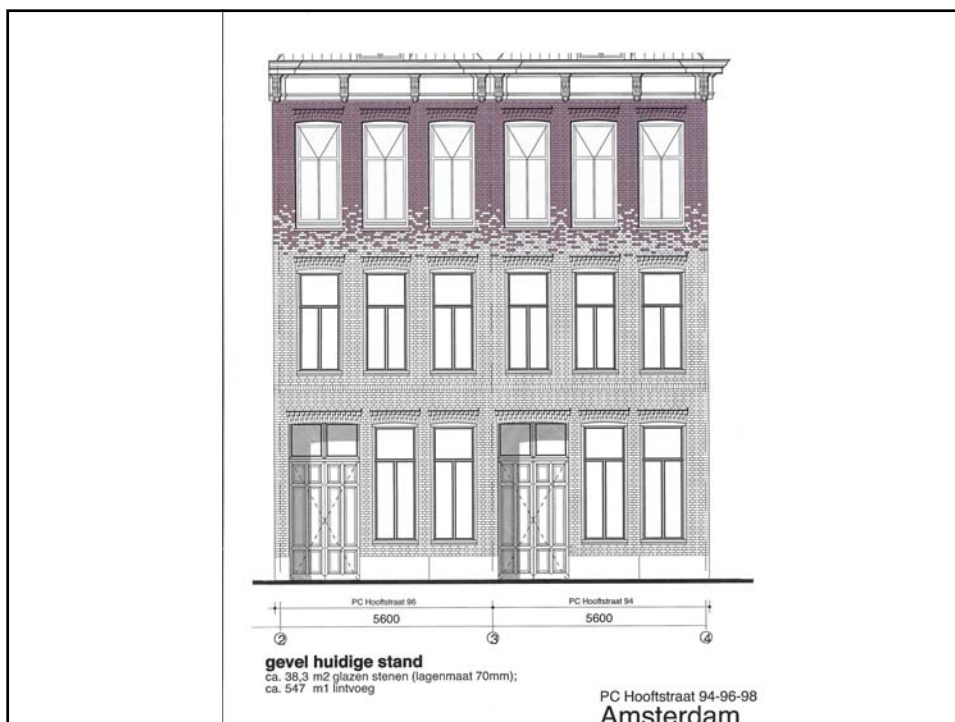 PC Hooftstraat 96 PC Hooftstraat 94
5600 5600
2 3 4
gevel huidige stand
ca. 38,3 m2 glazen stenen (lagenmaat 70mm);
ca. 547 m1 lintvoeg
PC Hooftstraat 94-96-98
Amsterdam